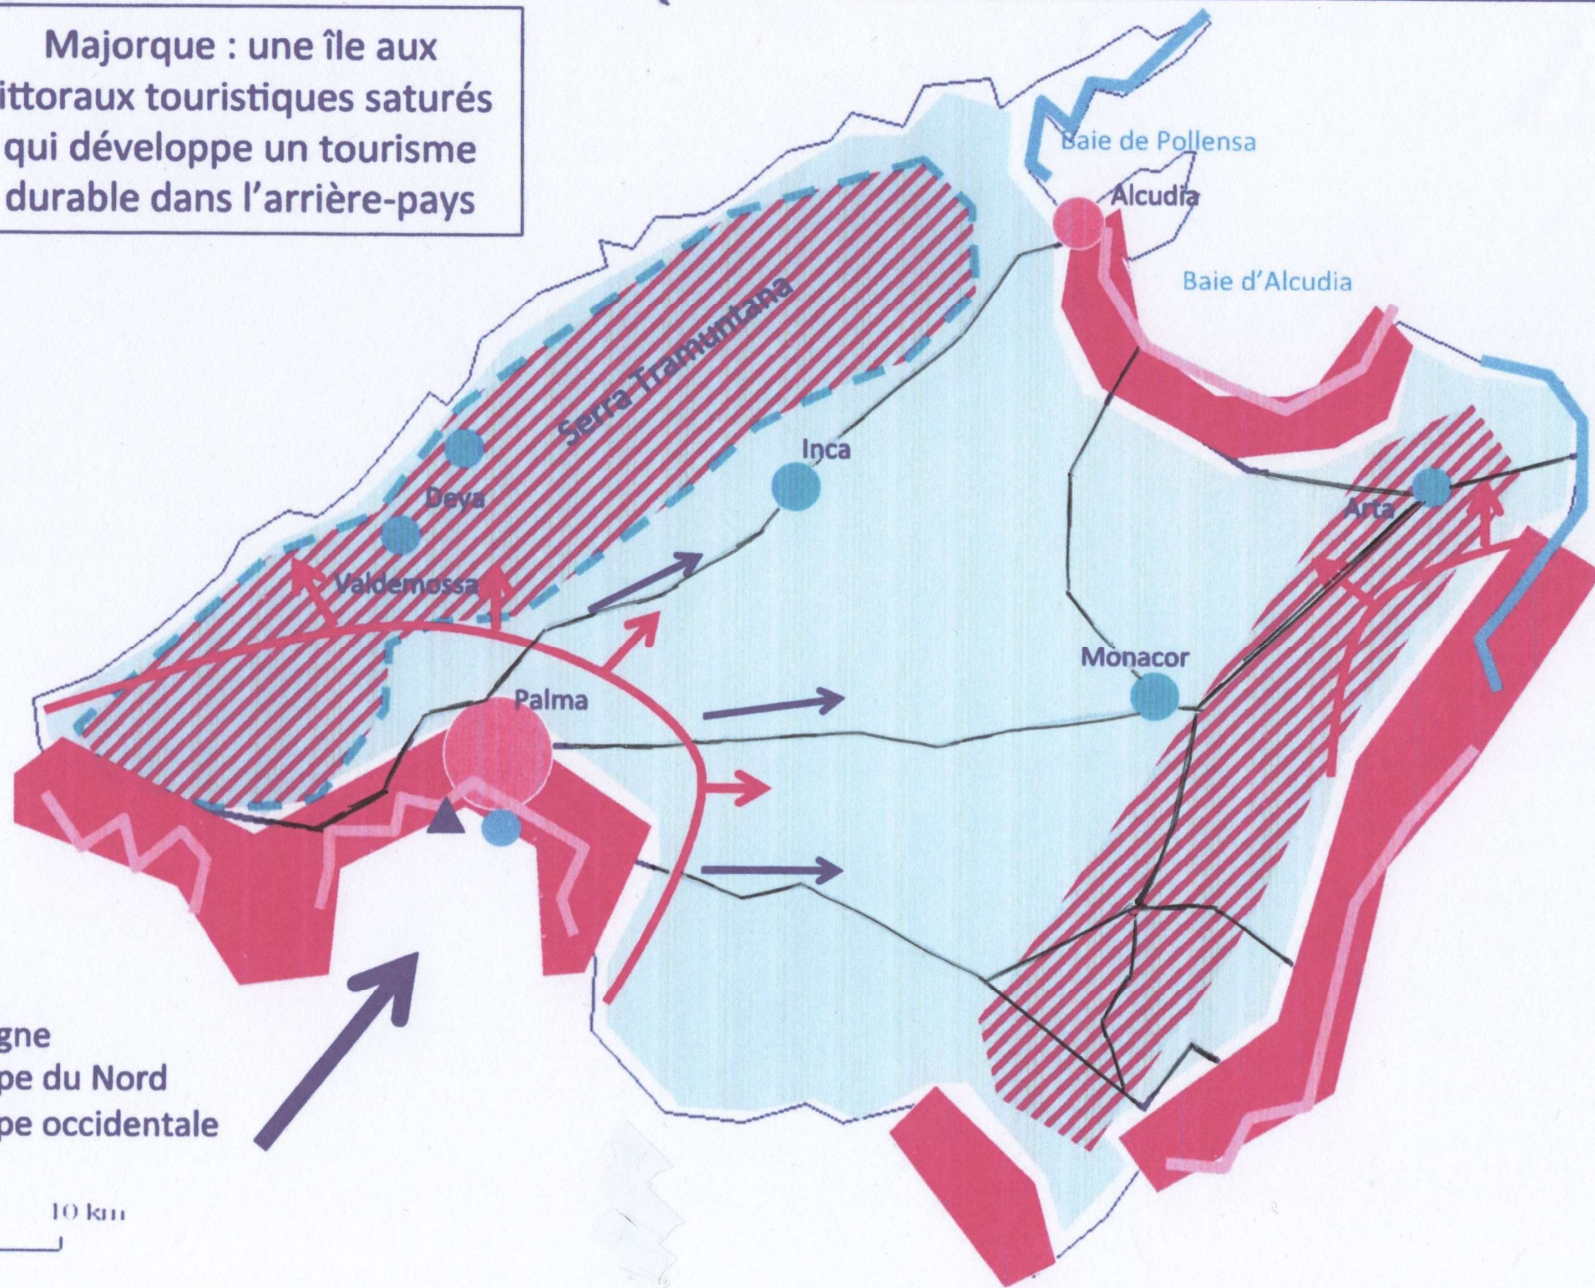 Majorque : une île aux
ittoraux touristiques saturés
qui développe un tourisme
durable dans l'arrière-pays
Baie de Pollensa
Alcudia
Baie d'Alcudia
Serra Tramuntana
Inca
Deya
Arta
Valdemossa
Monacor
Palma
gne
pe du Nord
pe occidentale
10 km